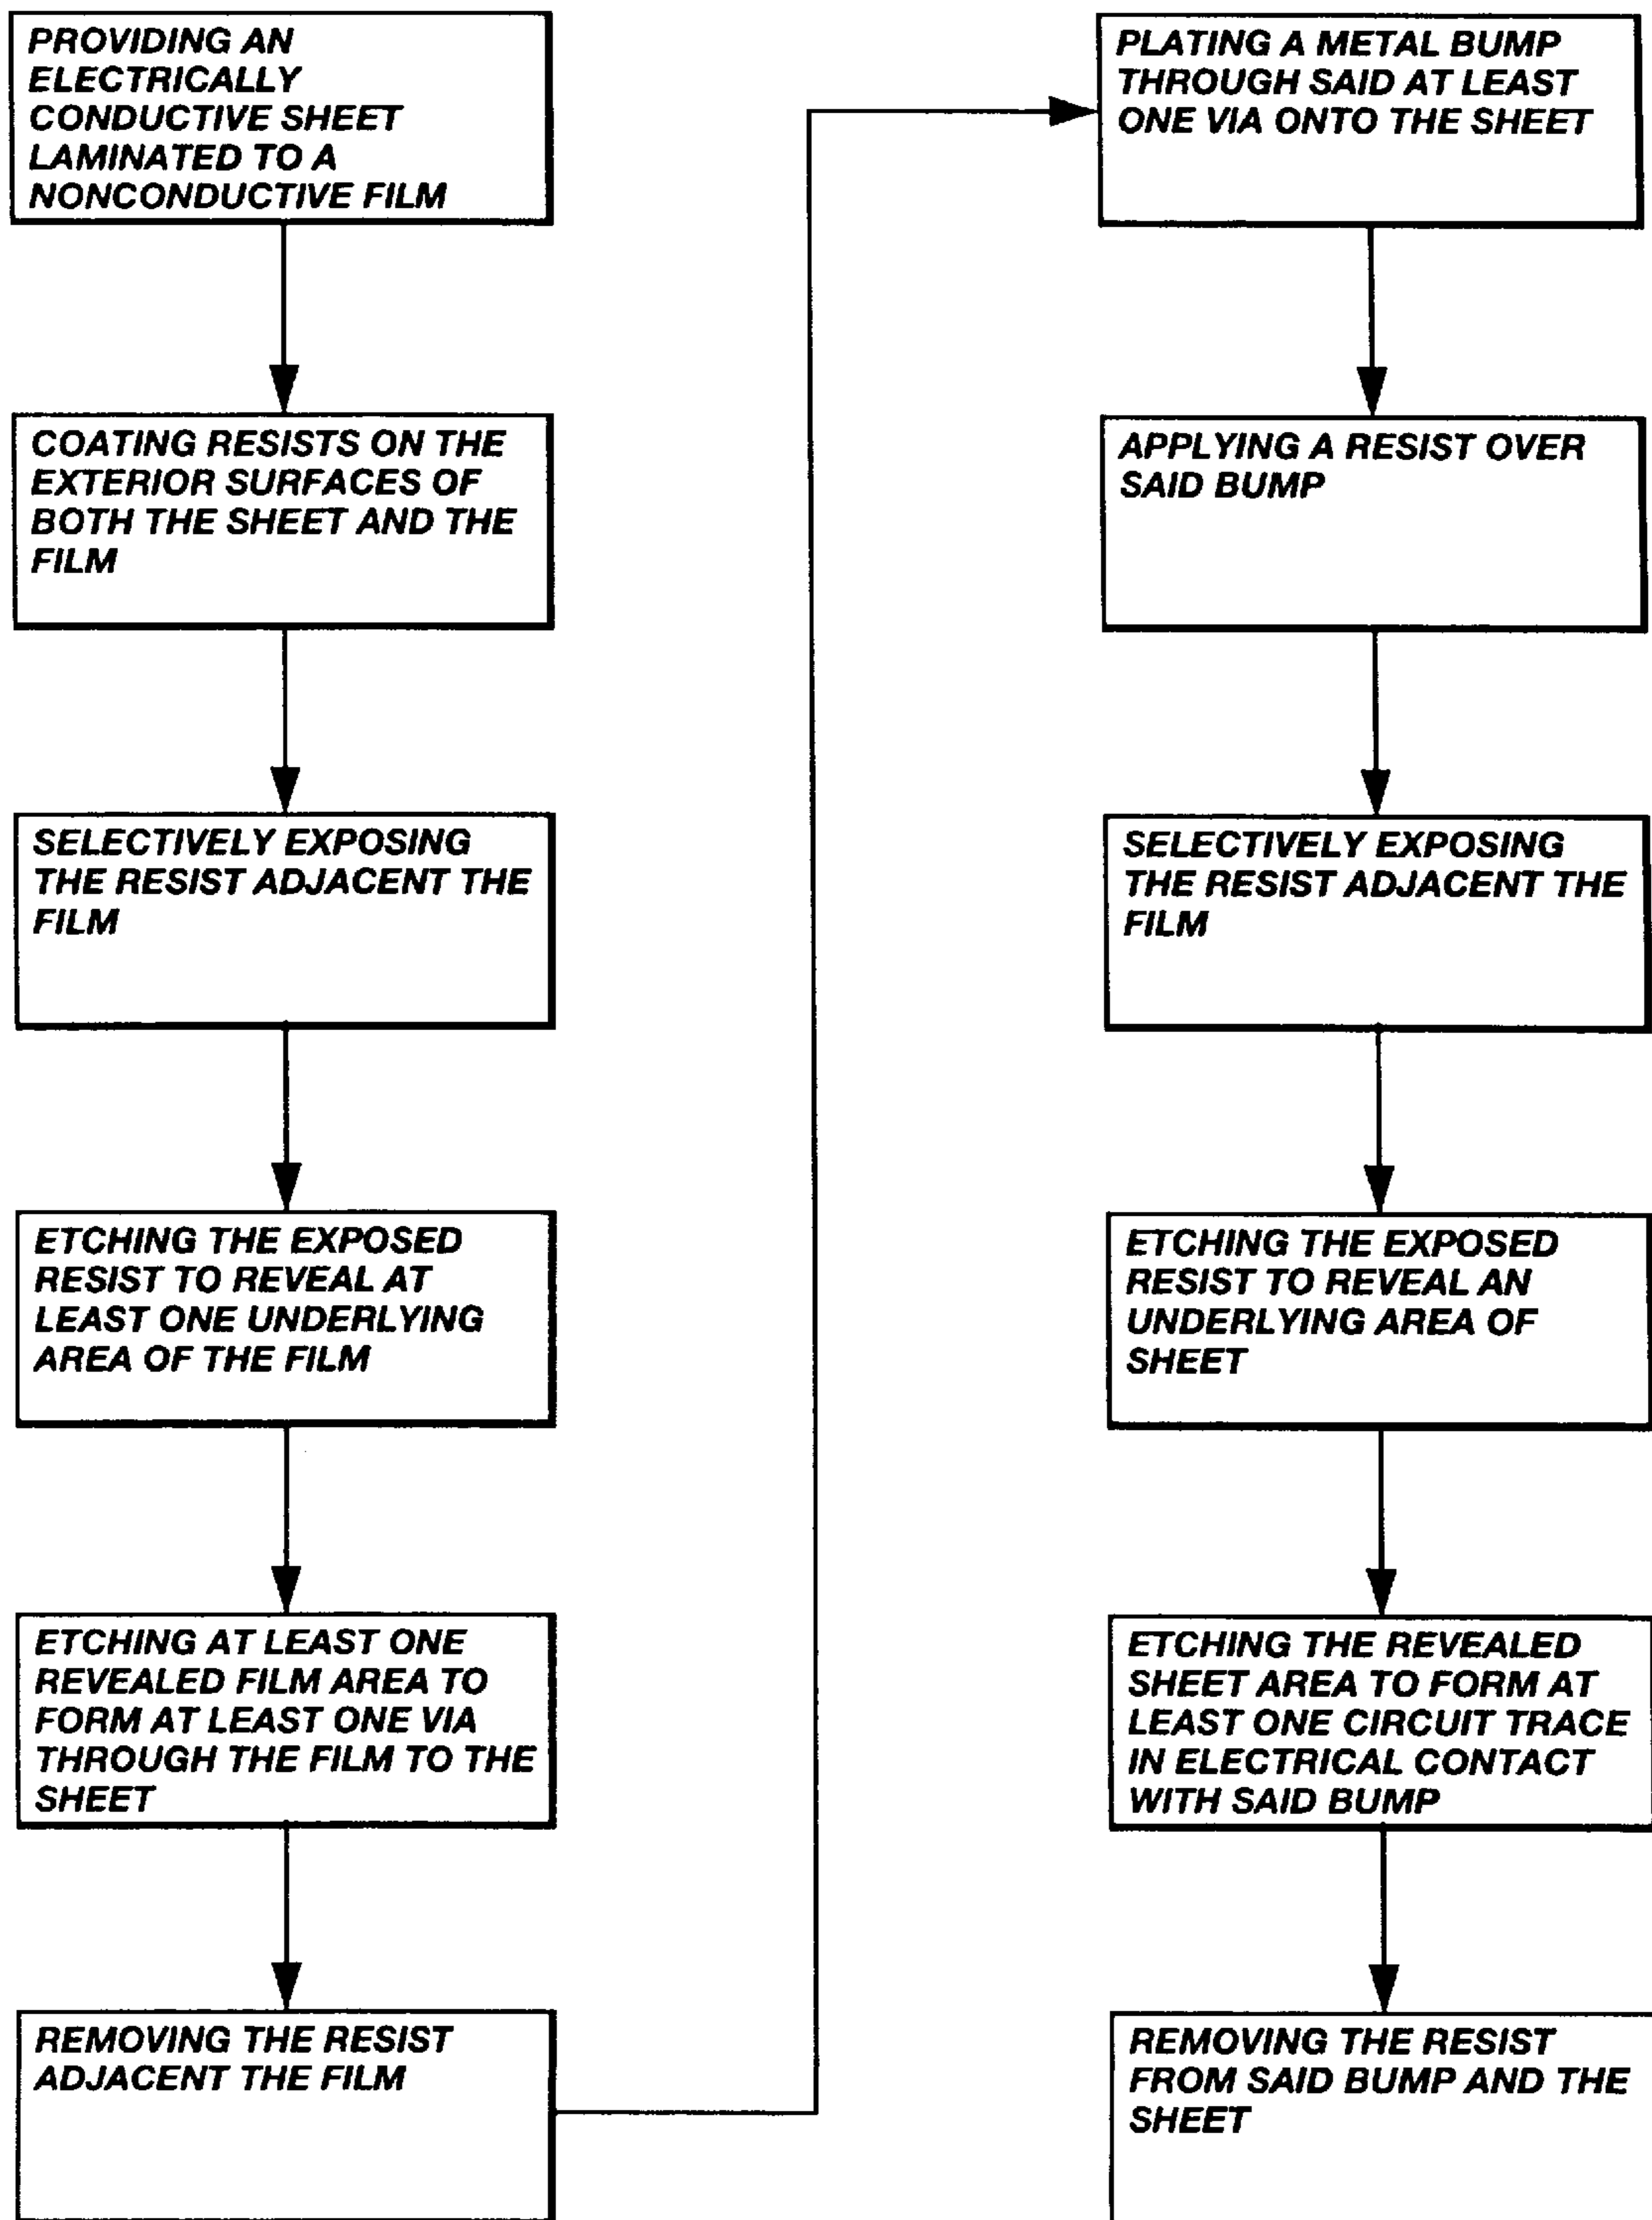 PROVIDING AN
ELECTRICALLY
CONDUCTIVE SHEET
LAMINATED TO A
NONCONDUCTIVE FILM
COATING RESISTS ON THE
EXTERIOR SURFACES OF
BOTH THE SHEET AND THE
FILM
SELECTIVELY EXPOSING
THE RESIST ADJACENT THE
FILM
ETCHING THE EXPOSED
RESIST TO REVEAL AT
LEAST ONE UNDERLYING
AREA OF THE FILM
ETCHING AT LEAST ONE
REVEALED FILM AREA TO
FORM AT LEAST ONE VIA
THROUGH THE FILM TO THE
SHEET
REMOVING THE RESIST
ADJACENT THE FILM
PLATING A METAL BUMP
THROUGH SAID AT LEAST
ONE VIA ONTO THE SHEET
APPLYING A RESIST OVER
SAID BUMP
SELECTIVELY EXPOSING
THE RESIST ADJACENT THE
FILM
ETCHING THE EXPOSED
RESIST TO REVEAL AN
UNDERLYING AREA OF
SHEET
ETCHING THE REVEALED
SHEET AREA TO FORM AT
LEAST ONE CIRCUIT TRACE
IN ELECTRICAL CONTACT
WITH SAID BUMP
REMOVING THE RESIST
FROM SAID BUMP AND THE
SHEET